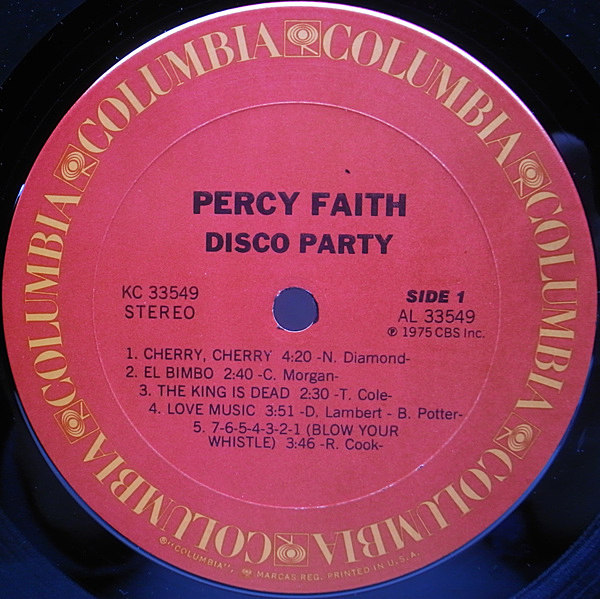 COLUMBIA COLUMBIA COLUMBIA COLUMBIA COLUMBIA COLUMBIA
PERCY FAITH
DISCO PARTY
KC 33549
STEREO
SIDE 1
AL 33549
Ⓟ 1975 CBS Inc.
1. CHERRY, CHERRY 4:20 -N. Diamond-
2. EL BIMBO 2:40 -C. Morgan-
3. THE KING IS DEAD 2:30 -T. Cole-
4. LOVE MUSIC 3:51 -D. Lambert - B. Potter-
5. 7-6-5-4-3-2-1 (BLOW YOUR
WHISTLE) 3:46 -R. Cook-
®"COLUMBIA", MARCAS REG. PRINTED IN U.S.A.